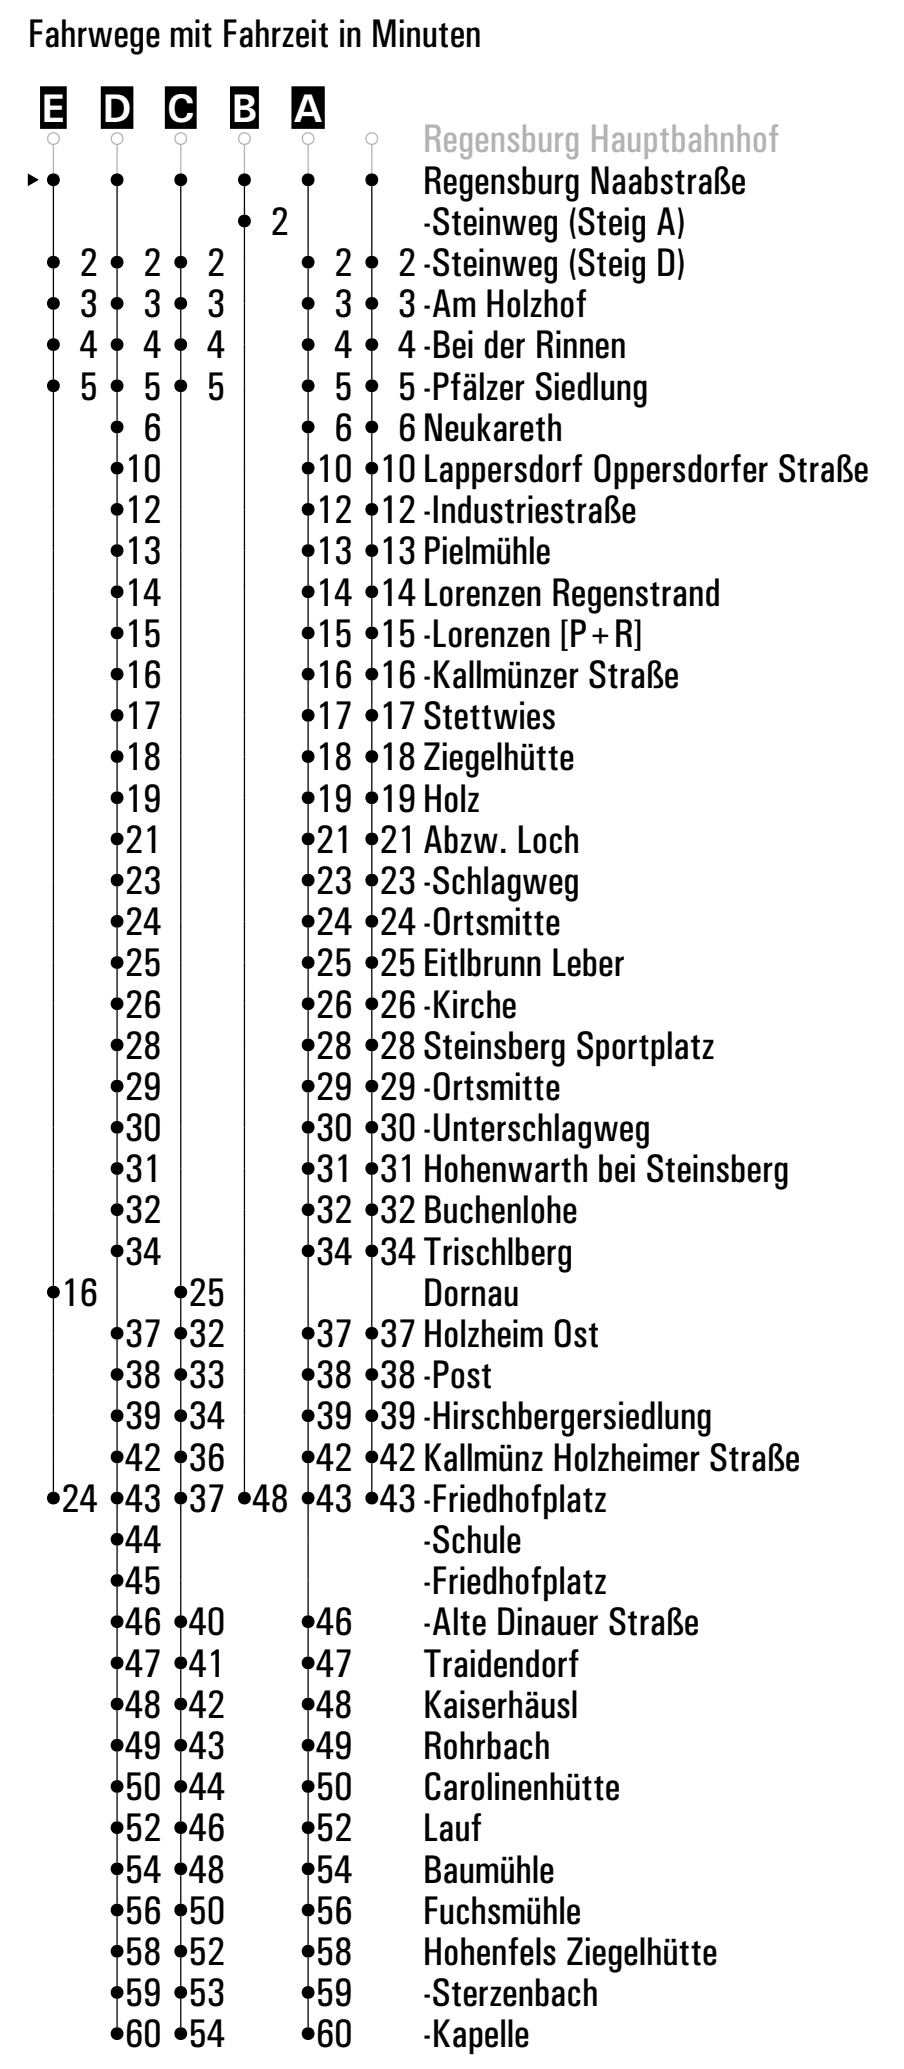 Fahrwege mit Fahrzeit in Minuten
E D C B A
Regensburg Hauptbahnhof
Regensburg Naabstraße
2 -Steinweg (Steig A)
2 2 2 2 2 -Steinweg (Steig D)
3 3 3 3 3 -Am Holzhof
4 4 4 4 4 -Bei der Rinnen
5 5 5 5 5 -Pfälzer Siedlung
6 6 6 Neukareth
10 10 10 Lappersdorf Oppersdorfer Straße
12 12 12 -Industriestraße
13 13 13 Pielmühle
14 14 14 Lorenzen Regenstrand
15 15 15 -Lorenzen [P+R]
16 16 16 -Kallmünzer Straße
17 17 17 Stettwies
18 18 18 Ziegelhütte
19 19 19 Holz
21 21 21 Abzw. Loch
23 23 23 -Schlagweg
24 24 24 -Ortsmitte
25 25 25 Eitlbrunn Leber
26 26 26 -Kirche
28 28 28 Steinsberg Sportplatz
29 29 29 -Ortsmitte
30 30 30 -Unterschlagweg
31 31 31 Hohenwarth bei Steinsberg
32 32 32 Buchenlohe
34 34 34 Trischlberg
16 25 Dornau
37 32 37 37 Holzheim Ost
38 33 38 38 -Post
39 34 39 39 -Hirschbergersiedlung
42 36 42 42 Kallmünz Holzheimer Straße
24 43 37 48 43 43 -Friedhofplatz
44 -Schule
45 -Friedhofplatz
46 40 46 -Alte Dinauer Straße
47 41 47 Traidendorf
48 42 48 Kaiserhäusl
49 43 49 Rohrbach
50 44 50 Carolinenhütte
52 46 52 Lauf
54 48 54 Baumühle
56 50 56 Fuchsmühle
58 52 58 Hohenfels Ziegelhütte
59 53 59 -Sterzenbach
60 54 60 -Kapelle